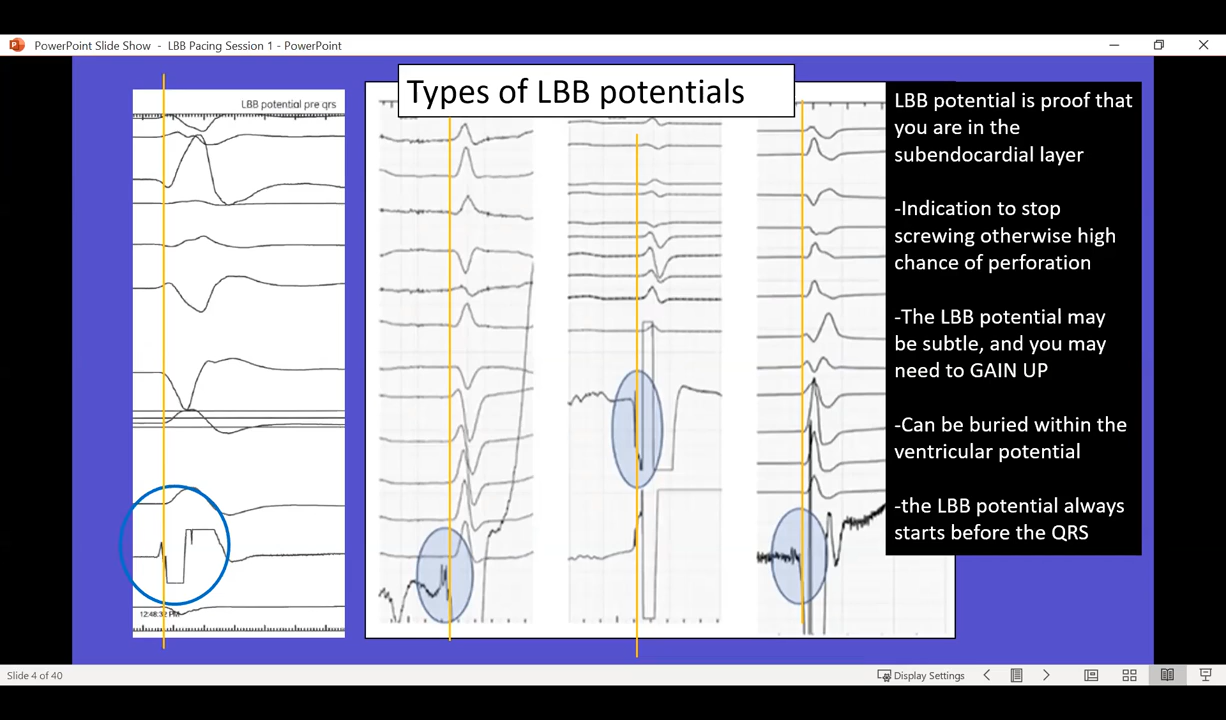 PowerPoint Slide Show - LBB Pacing Session 1 - PowerPoint
Types of LBB potentials
LBB potential pre qrs
12:48:32 PM
LBB potential is proof that
you are in the
subendocardial layer
-Indication to stop
screwing otherwise high
chance of perforation
-The LBB potential may
be subtle, and you may
need to GAIN UP
-Can be buried within the
ventricular potential
-the LBB potential always
starts before the QRS
Slide 4 of 40
Display Settings